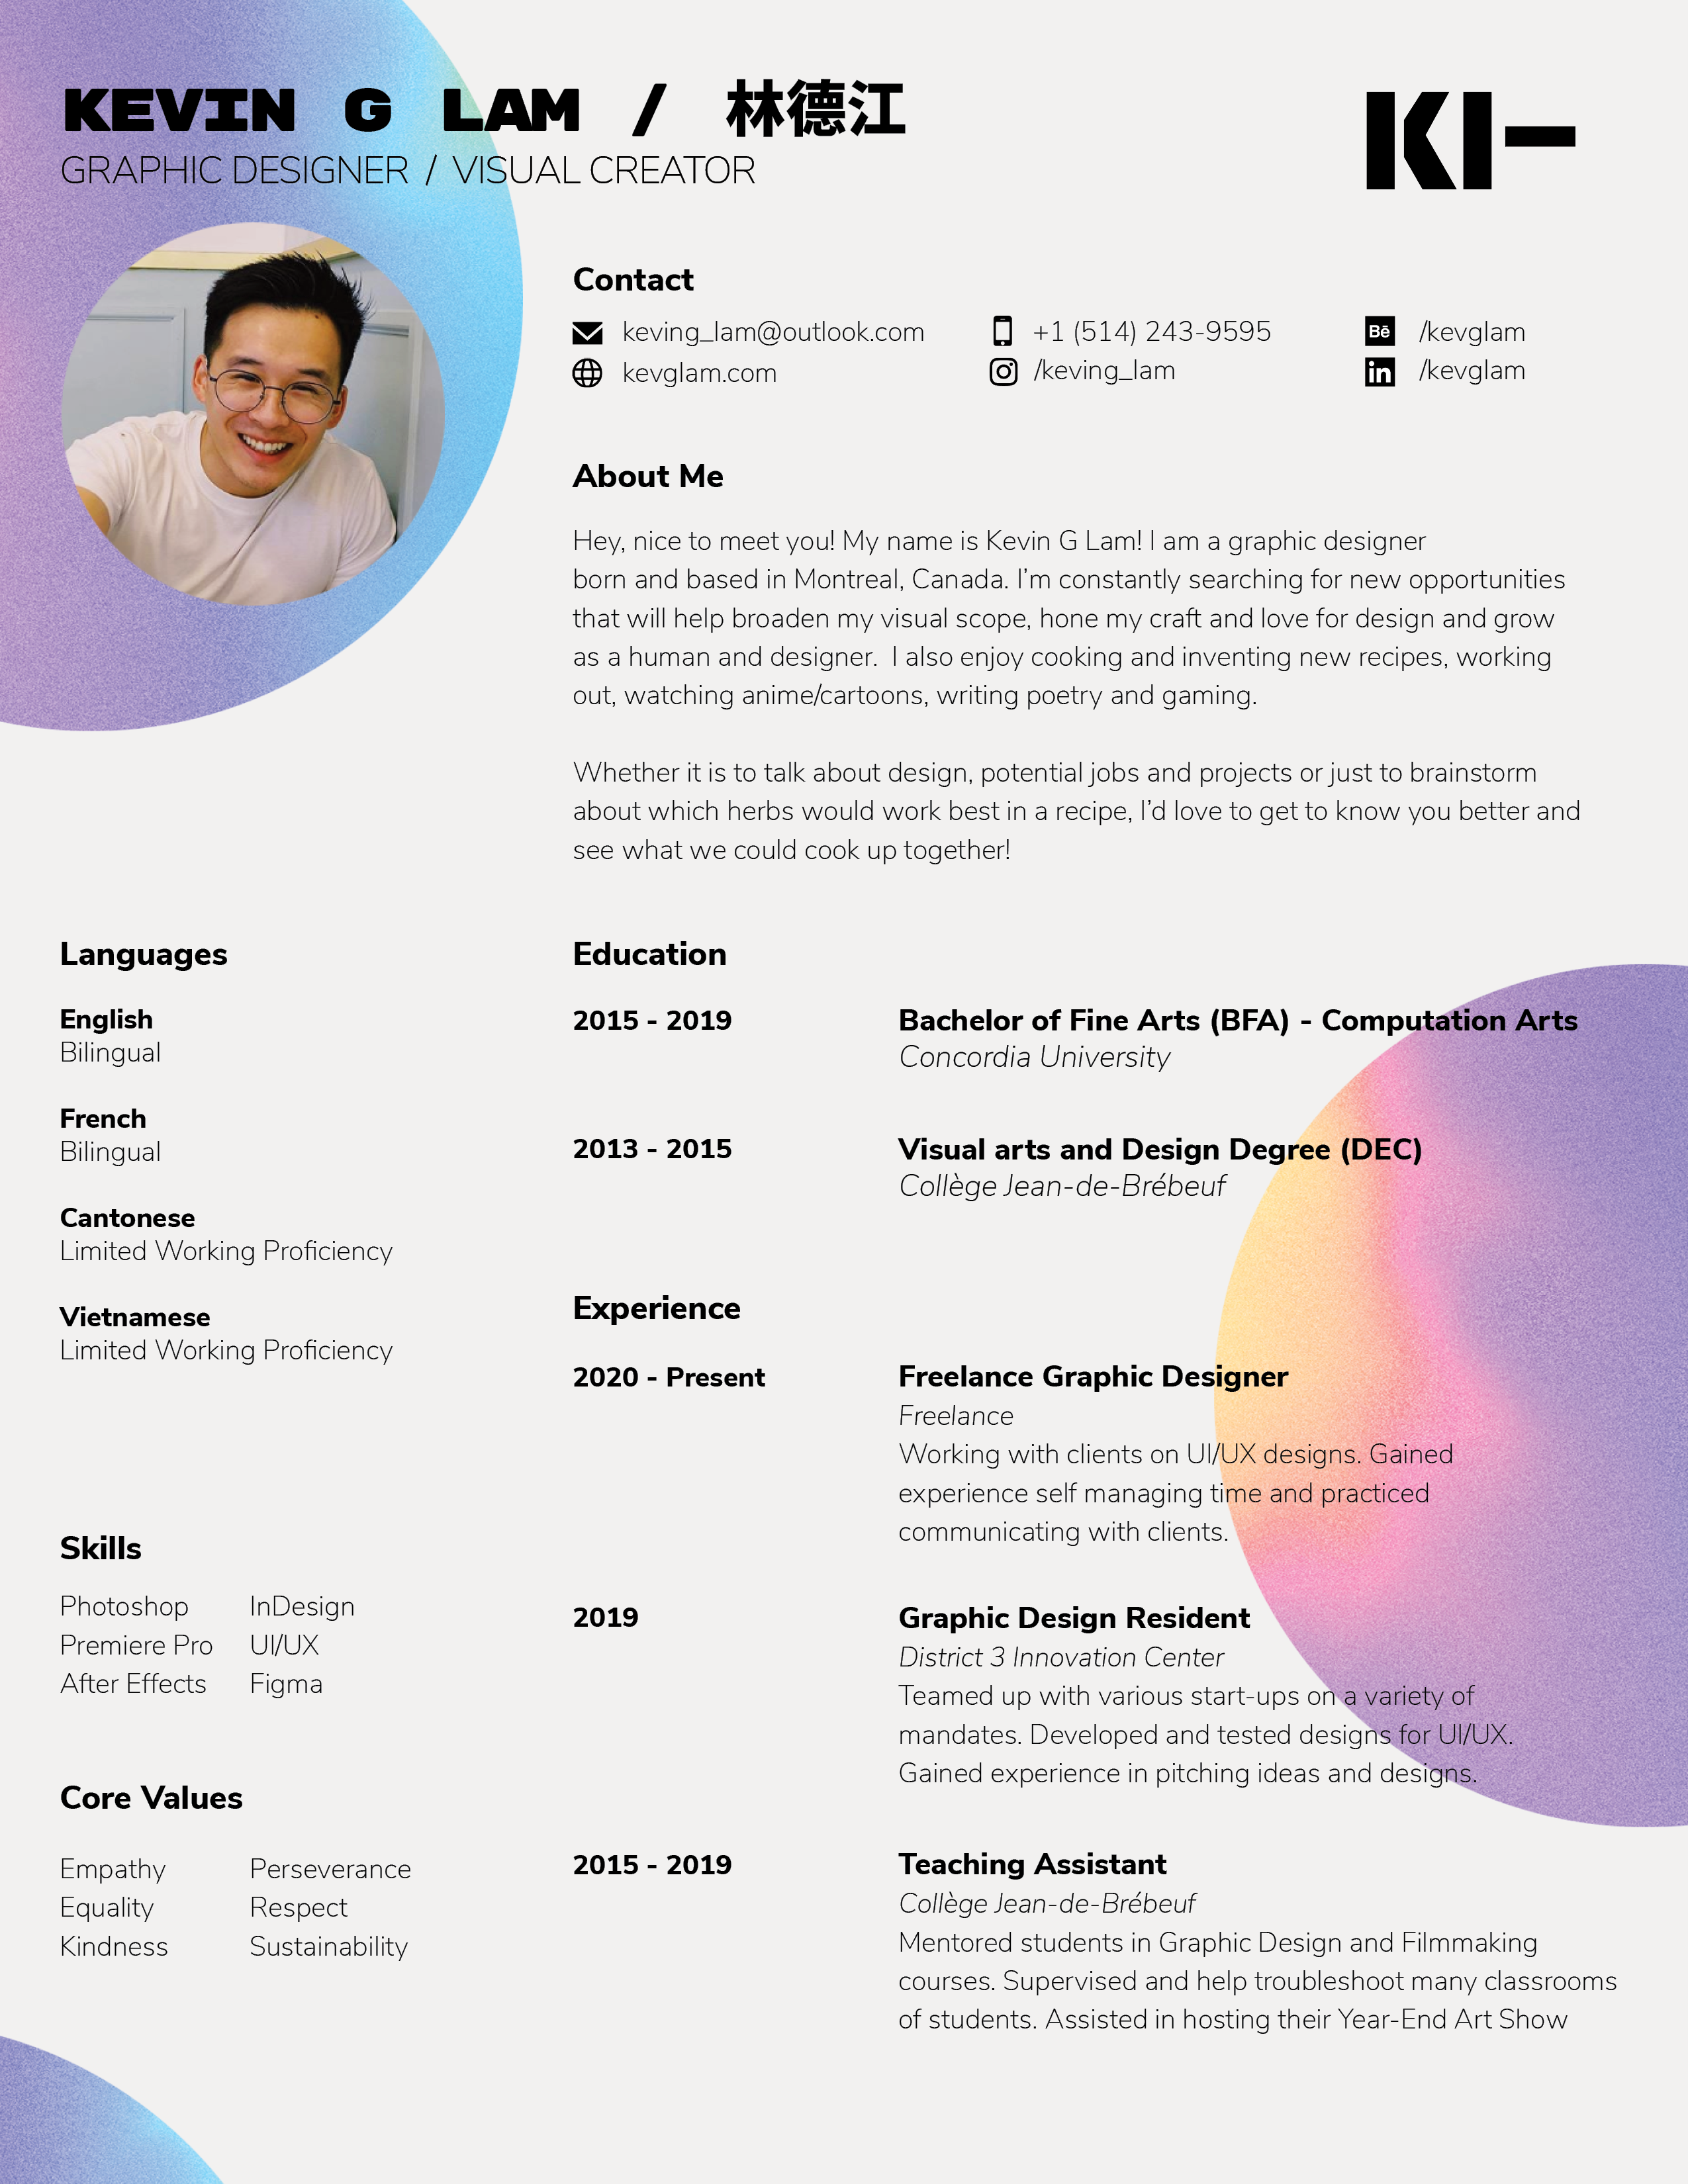 KEVIN G LAM / 林德江
GRAPHIC DESIGNER / VISUAL CREATOR
KI-
Contact
keving_lam@outlook.com
kevglam.com
+1 (514) 243-9595
/keving_lam
Bē /kevglam
in /kevglam
About Me
Hey, nice to meet you! My name is Kevin G Lam! I am a graphic designer
born and based in Montreal, Canada. I’m constantly searching for new opportunities
that will help broaden my visual scope, hone my craft and love for design and grow
as a human and designer.  I also enjoy cooking and inventing new recipes, working
out, watching anime/cartoons, writing poetry and gaming.
Whether it is to talk about design, potential jobs and projects or just to brainstorm
about which herbs would work best in a recipe, I’d love to get to know you better and
see what we could cook up together!
Languages
English
Bilingual
French
Bilingual
Cantonese
Limited Working Proficiency
Vietnamese
Limited Working Proficiency
Skills
Photoshop InDesign
Premiere Pro UI/UX
After Effects Figma
Core Values
Empathy Perseverance
Equality Respect
Kindness Sustainability
Education
2015 - 2019 Bachelor of Fine Arts (BFA) - Computation Arts
Concordia University
2013 - 2015 Visual arts and Design Degree (DEC)
Collège Jean-de-Brébeuf
Experience
2020 - Present Freelance Graphic Designer
Freelance
Working with clients on UI/UX designs. Gained
experience self managing time and practiced
communicating with clients.
2019 Graphic Design Resident
District 3 Innovation Center
Teamed up with various start-ups on a variety of
mandates. Developed and tested designs for UI/UX.
Gained experience in pitching ideas and designs.
2015 - 2019 Teaching Assistant
Collège Jean-de-Brébeuf
Mentored students in Graphic Design and Filmmaking
courses. Supervised and help troubleshoot many classrooms
of students. Assisted in hosting their Year-End Art Show